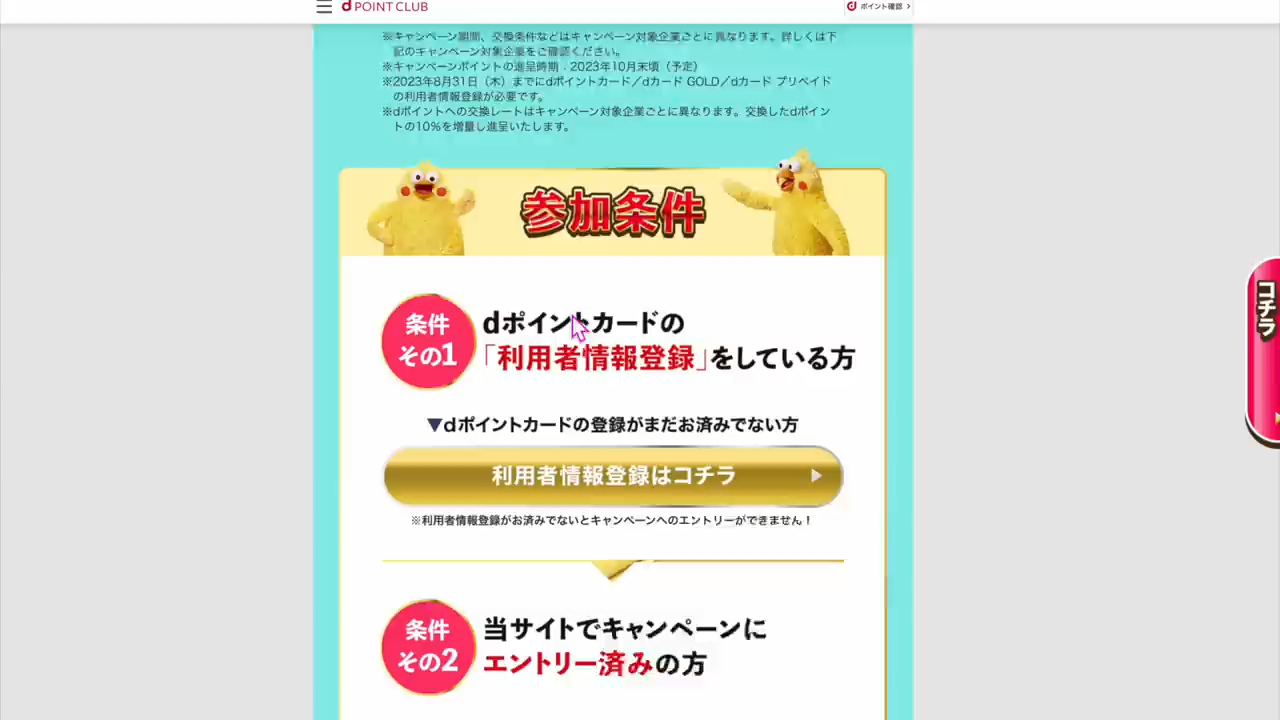 d POINT CLUB
d ポイント確認
※キャンペーン期間、交換条件などはキャンペーン対象企業ごとに異なります。詳しくは下
記のキャンペーン対象企業をご確認ください。
※キャンペーンポイントの進呈時期：2023年10月末頃（予定）
※2023年8月31日（木）までにdポイントカード／dカード GOLD／dカード プリペイド
の利用者情報登録が必要です。
※dポイントへの交換レートはキャンペーン対象企業ごとに異なります。交換したdポイン
トの10％を増量し進呈いたします。
参加条件
条件
その1
dポイントカードの
「利用者情報登録」をしている方
▼dポイントカードの登録がまだお済みでない方
利用者情報登録はコチラ
※利用者情報登録がお済みでないとキャンペーンへのエントリーができません！
条件
その2
当サイトでキャンペーンに
エントリー済みの方
コチラ